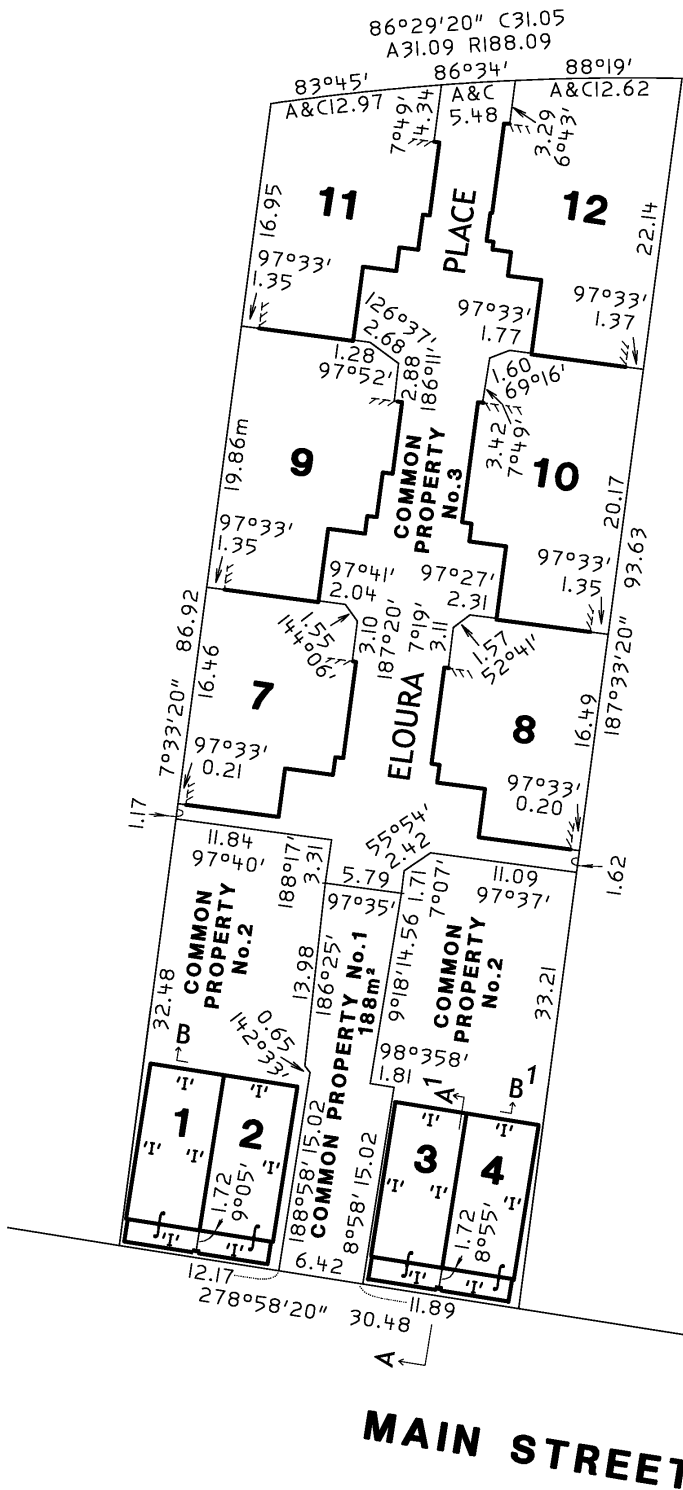 86°29'20" C31.05
A31.09 R188.09
83°45'
A&C12.97
86°34'
A&C
5.48
88°19'
A&C12.62
7°49'
4.34
3.29
6°43'
11
12
PLACE
16.95
22.14
97°33'
1.35
97°33'
1.37
126°37'
2.68
97°33'
1.77
1.28
97°52'
2.88
186°11'
1.60
69°16'
3.42
7°49'
9
10
COMMON
PROPERTY
No.3
19.86m
20.17
93.63
97°33'
1.35
97°33'
1.35
97°41'
2.04
97°27'
2.31
1.55
144°06'
3.10
187°20'
7°19'
3.11
1.57
52°41'
86.92
7°33'20"
16.46
7
8
ELOURA
16.49
187°33'20"
97°33'
0.21
97°33'
0.20
1.17
1.62
11.84
97°40'
188°17'
3.31
55°54'
2.42
5.79
97°35'
1.71
7°07'
11.09
97°37'
COMMON
PROPERTY
No.2
COMMON
PROPERTY
No.2
13.98
186°25'
COMMON PROPERTY No.1
188m²
9°18'
14.56
32.48
33.21
0.65
142°33'
98°358'
1.81
B
A1
B1
1
2
3
4
'I'
'I'
'I'
'I'
'I'
'I'
'I'
'I'
'I'
'I'
'I'
'I'
'I'
'I'
1.72
9°05'
188°58'
15.02
8°58'
15.02
1.72
8°55'
12.17
6.42
11.89
278°58'20"
30.48
A
MAIN STREET